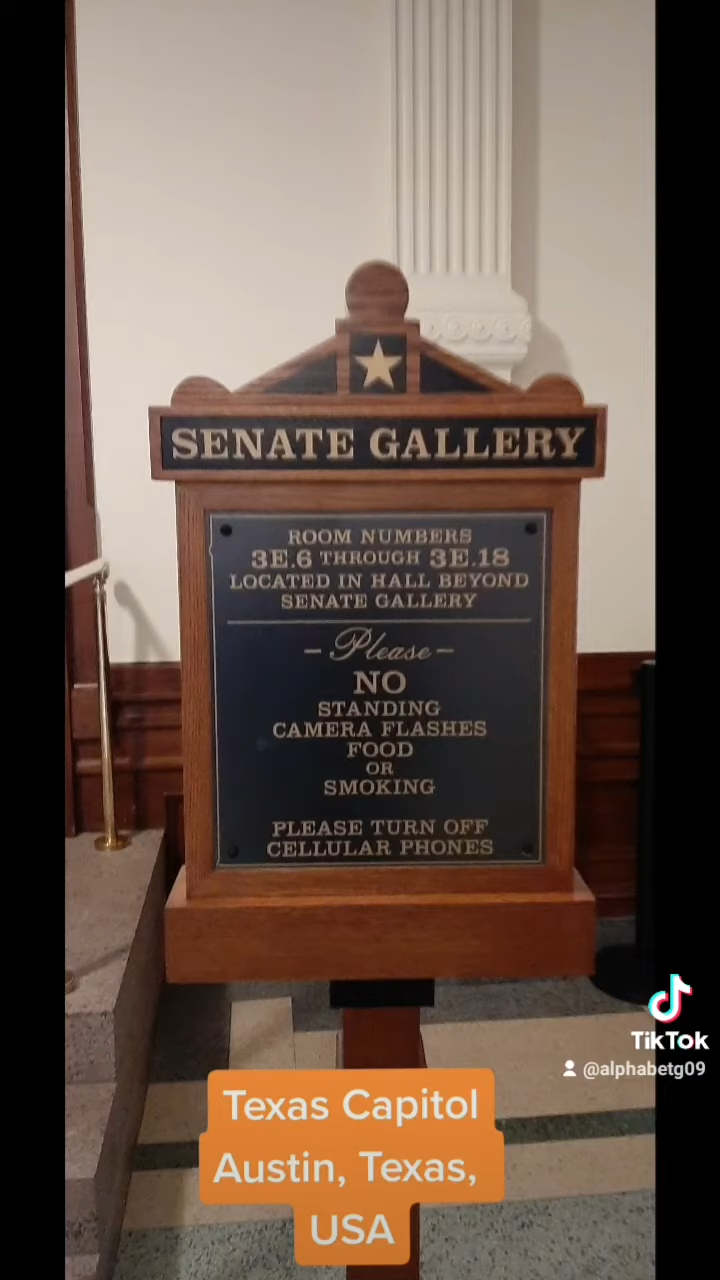 SENATE GALLERY
ROOM NUMBERS
3E.6 THROUGH 3E.18
LOCATED IN HALL BEYOND
SENATE GALLERY
- Please -
NO
STANDING
CAMERA FLASHES
FOOD
OR
SMOKING
PLEASE TURN OFF
CELLULAR PHONES
TikTok
@alphabetg09
Texas Capitol
Austin, Texas,
USA